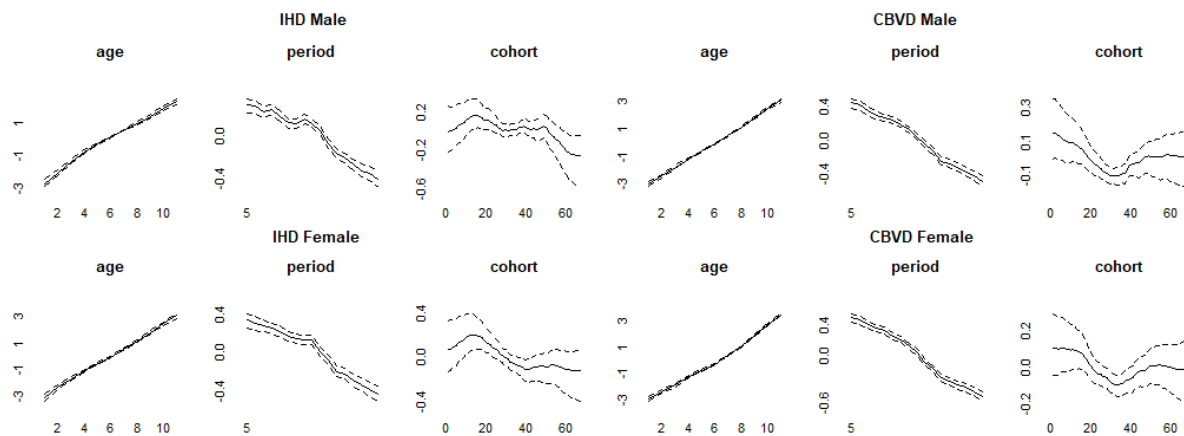 IHD Male CBVD Male
age period cohort age period cohort
1 -1 -3
0.0 -0.4
0.2 -0.2 -0.6
3 1 -1 -3
0.4 0.0 -0.4
0.3 0.1 -0.1
2 4 6 8 10 5 0 20 40 60 2 4 6 8 10 5 0 20 40 60
IHD Female CBVD Female
age period cohort age period cohort
3 1 -1 -3
0.4 0.0 -0.4
0.4 0.0 -0.4
3 1 -1 -3
0.4 0.0 -0.6
0.2 0.0 -0.2
2 4 6 8 10 5 0 20 40 60 2 4 6 8 10 5 0 20 40 60